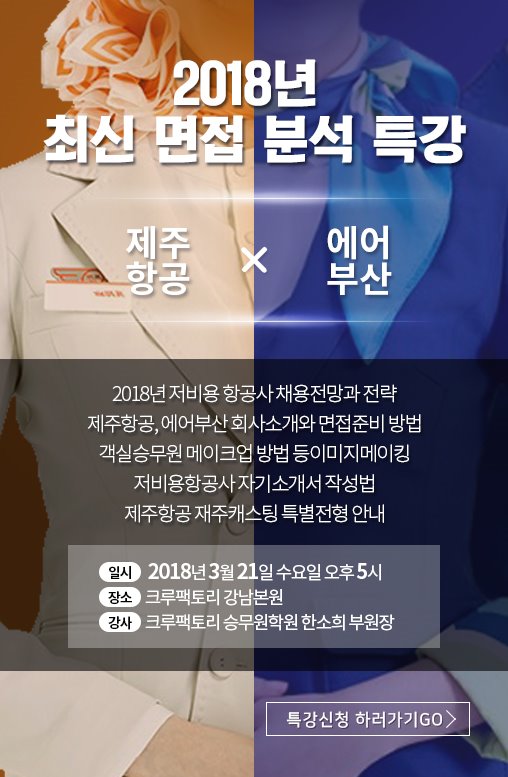 2018년
최신 면접 분석 특강
제주
항공
×
에어
부산
2018년 저비용 항공사 채용전망과 전략
제주항공, 에어부산 회사소개와 면접준비 방법
객실승무원 메이크업 방법 등이미지메이킹
저비용항공사 자기소개서 작성법
제주항공 재주캐스팅 특별전형 안내
일시 2018년 3월 21일 수요일 오후 5시
장소 크루팩토리 강남본원
강사 크루팩토리 승무원학원 한소희 부원장
특강신청 하러가기GO